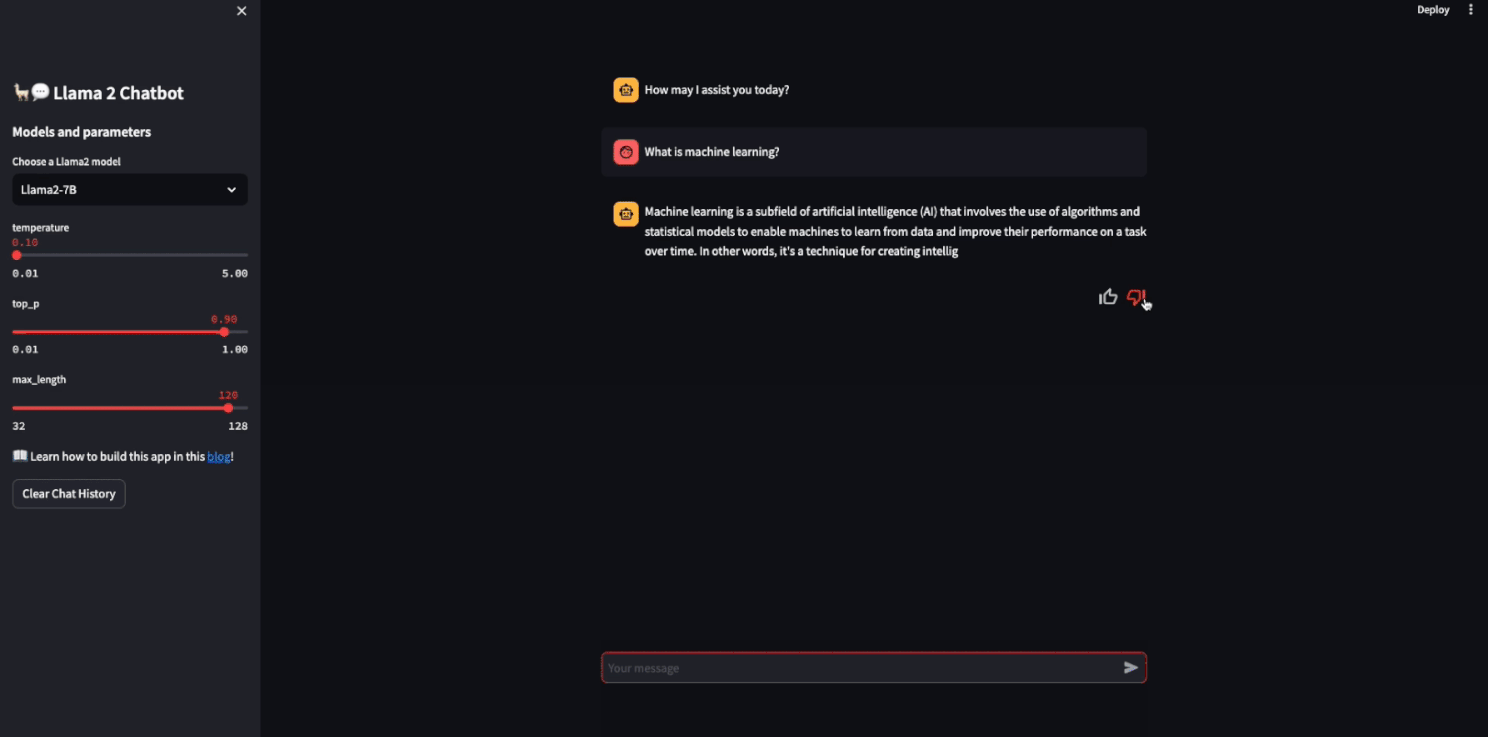 Deploy
Llama 2 Chatbot
Models and parameters
Choose a Llama2 model
Llama2-7B
temperature
0.10
0.01 5.00
top_p
0.90
0.01 1.00
max_length
120
32 128
Learn how to build this app in this blog!
Clear Chat History
How may I assist you today?
What is machine learning?
Machine learning is a subfield of artificial intelligence (AI) that involves the use of algorithms and
statistical models to enable machines to learn from data and improve their performance on a task
over time. In other words, it's a technique for creating intellig
Your message